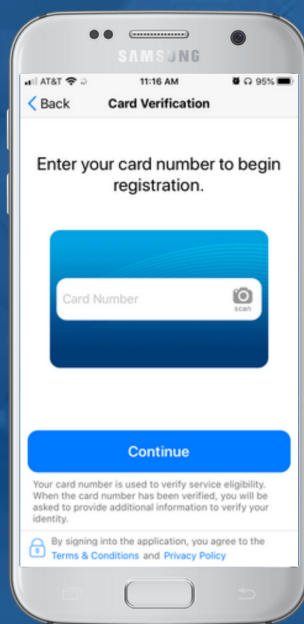 SAMSUNG
AT&T 11:16 AM 95%
Back Card Verification
Enter your card number to begin
registration.
Card Number
scan
Continue
Your card number is used to verify service eligibility.
When the card number has been verified, you will be
asked to provide additional information to verify your
identity.
By signing into the application, you agree to the
Terms & Conditions and Privacy Policy